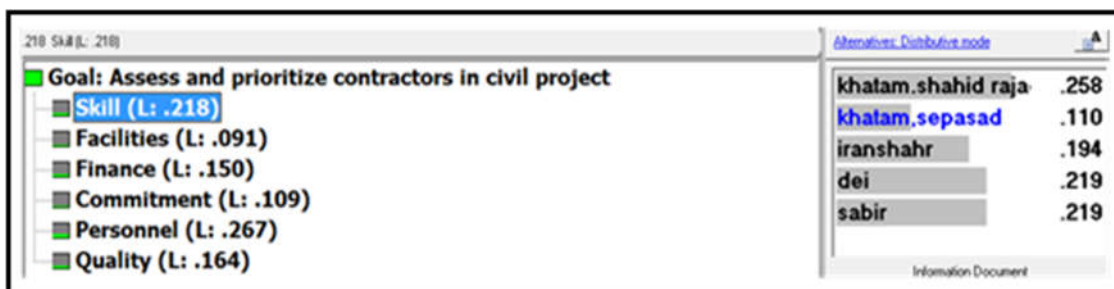 .218 Skill (L: .218)
Goal: Assess and prioritize contractors in civil project
Skill (L: .218)
Facilities (L: .091)
Finance (L: .150)
Commitment (L: .109)
Personnel (L: .267)
Quality (L: .164)
Alternatives: Distributive mode
A
khatam.shahid raja .258
khatam,sepasad .110
iranshahr .194
dei .219
sabir .219
Information Document